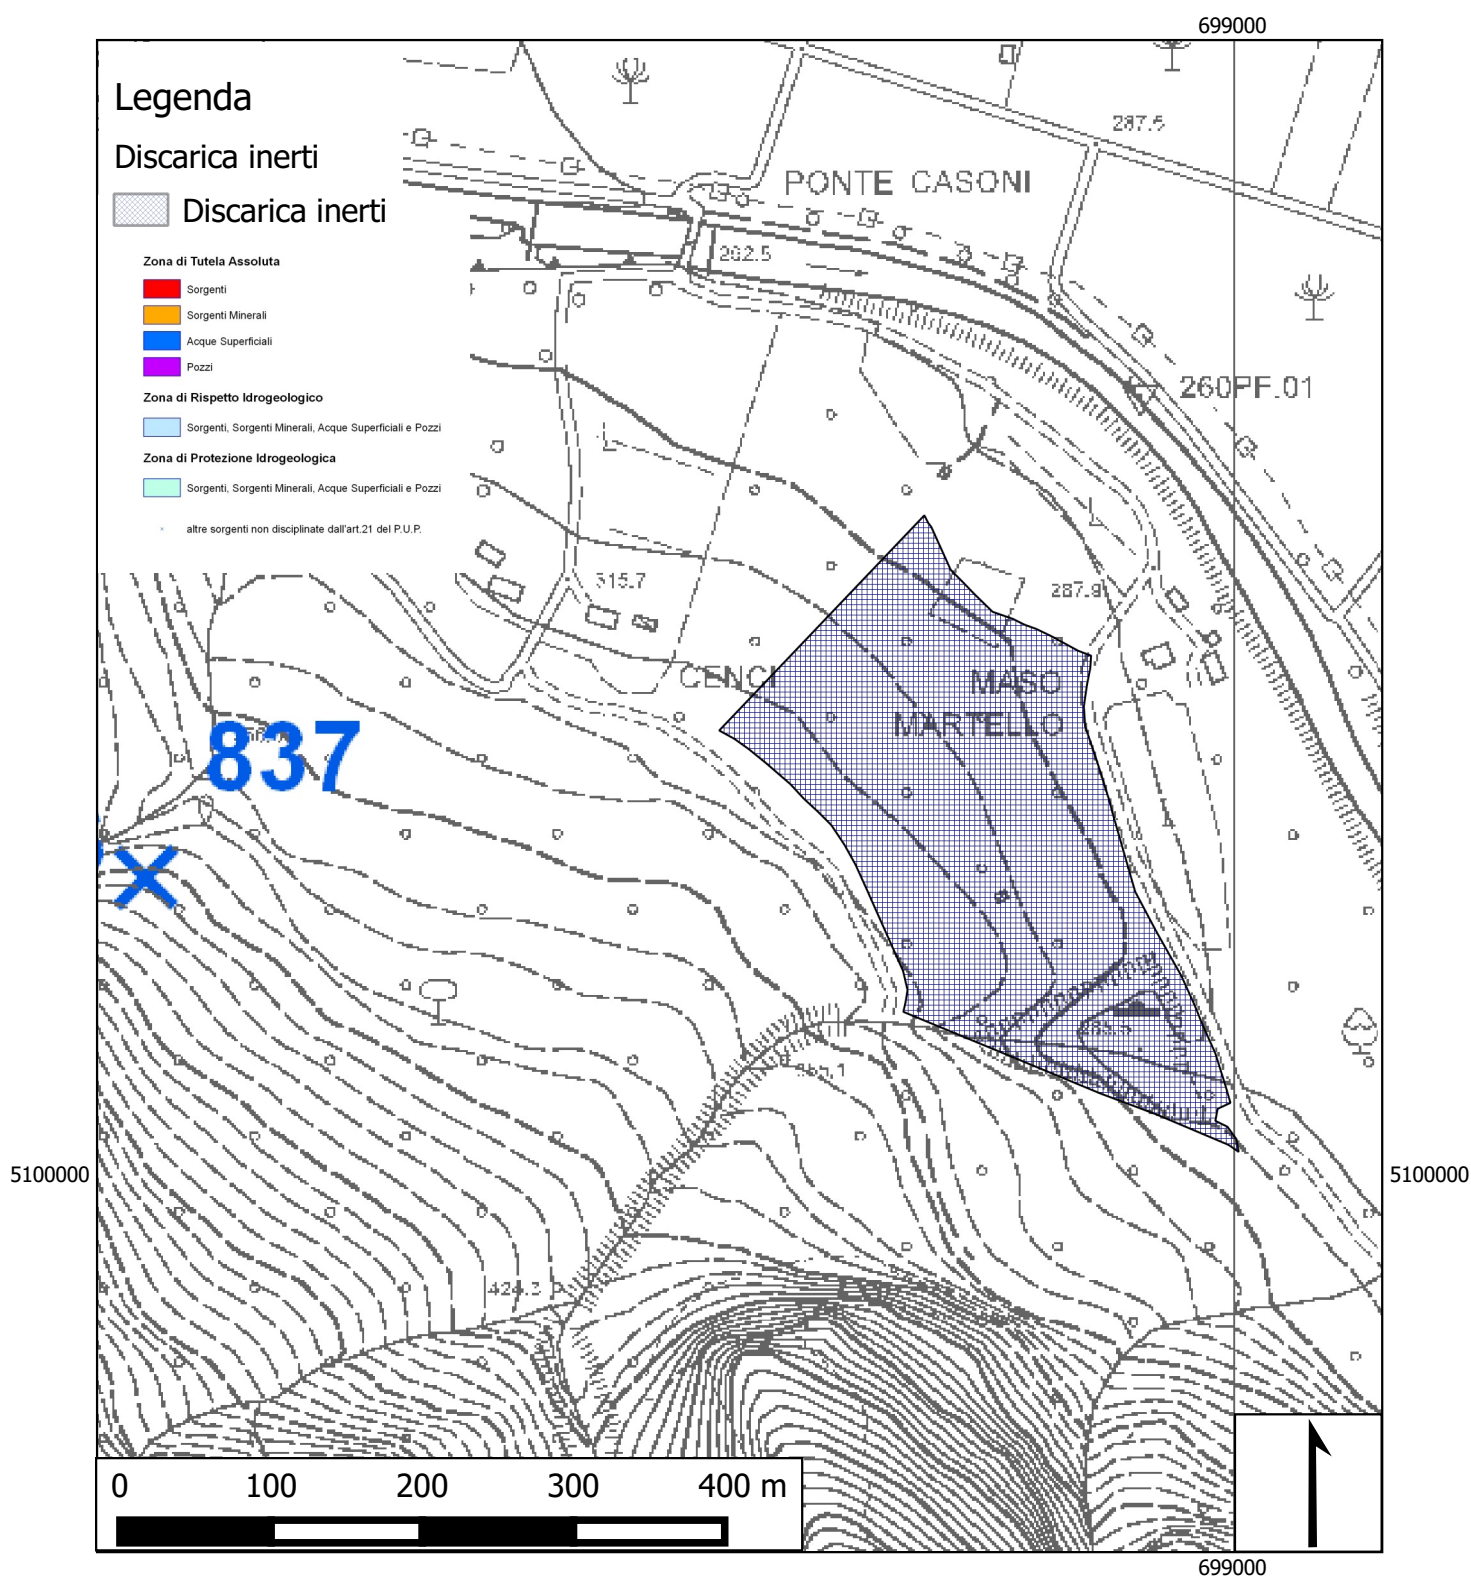 699000
Legenda
Discarica inerti
Discarica inerti
Zona di Tutela Assoluta
Sorgenti
Sorgenti Minerali
Acque Superficiali
Pozzi
Zona di Rispetto Idrogeologico
Sorgenti, Sorgenti Minerali, Acque Superficiali e Pozzi
Zona di Protezione Idrogeologica
Sorgenti, Sorgenti Minerali, Acque Superficiali e Pozzi
altre sorgenti non disciplinate dall'art.21 del P.U.P.
287.5
PONTE CASONI
262.5
260PF.01
315.7
287.9
CENCI
MASO
MARTELLO
837
5100000
5100000
424.3
0 100 200 300 400 m
699000